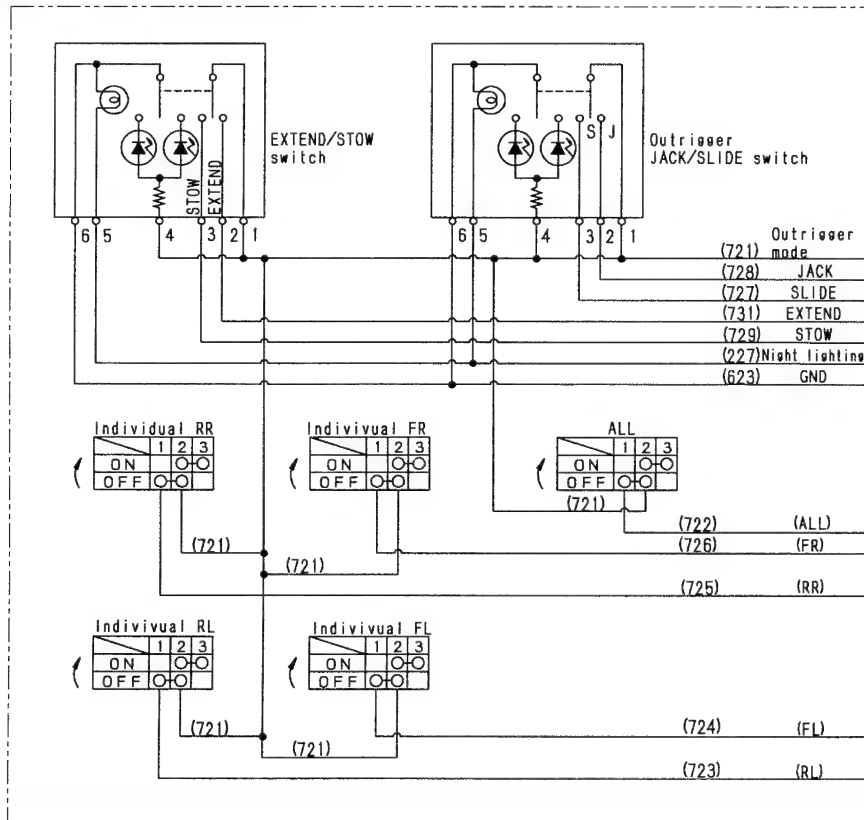 EXTEND/STOW
switch
STOW
EXTEND
6 5 4 3 2 1
S J
Outrigger
JACK/SLIDE switch
6 5 4 3 2 1
Outrigger
(721) mode
(728) JACK
(727) SLIDE
(731) EXTEND
(729) STOW
(227) Night lighting
(623) GND
Individual RR
1 2 3
ON
OFF
(721)
Indivivual FR
1 2 3
ON
OFF
(721)
ALL
1 2 3
ON
OFF
(721)
(722) (ALL)
(726) (FR)
(725) (RR)
Indivivual RL
1 2 3
ON
OFF
(721)
Indivivual FL
1 2 3
ON
OFF
(721)
(724) (FL)
(723) (RL)